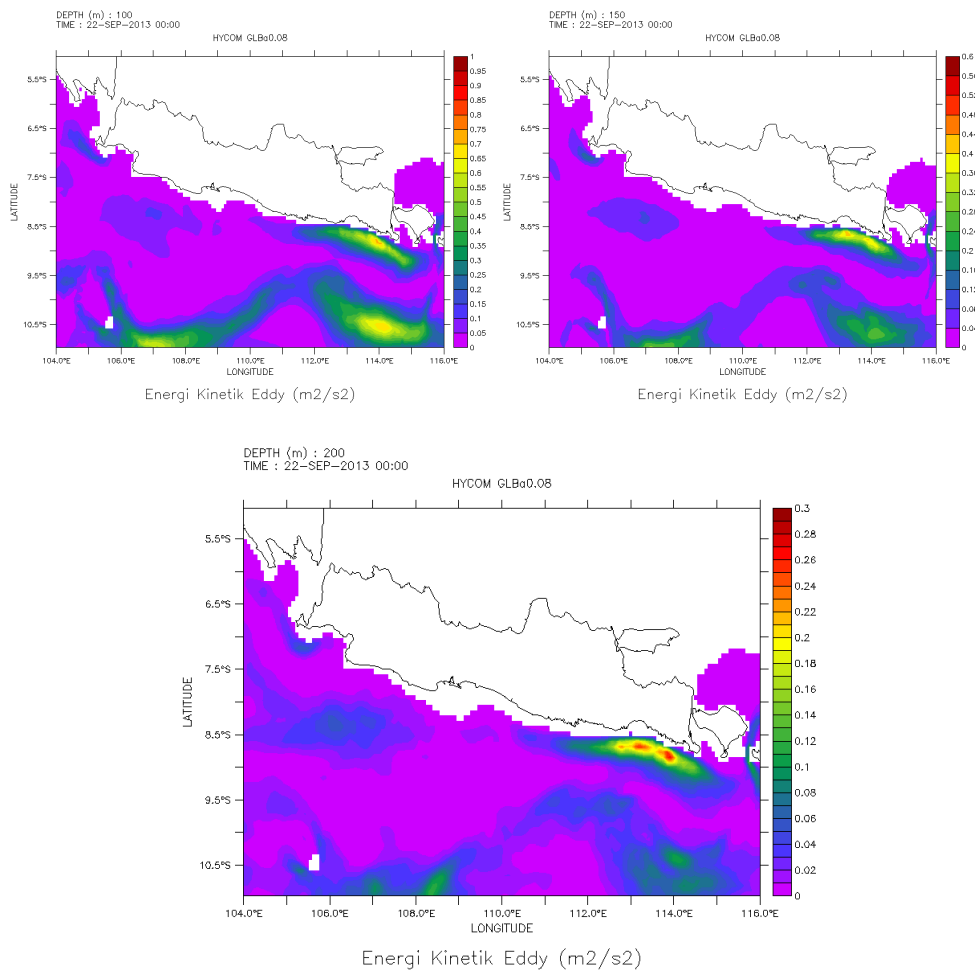 DEPTH (m) : 100
TIME : 22-SEP-2013 00:00
HYCOM GLBa0.08
1
0.95
0.9
0.85
0.8
0.75
0.7
0.65
0.6
0.55
0.5
0.45
0.4
0.35
0.3
0.25
0.2
0.15
0.1
0.05
0
5.5°S
6.5°S
7.5°S
8.5°S
9.5°S
10.5°S
LATITUDE
104.0°E 106.0°E 108.0°E 110.0°E 112.0°E 114.0°E 116.0°E
LONGITUDE
Energi Kinetik Eddy (m2/s2)
DEPTH (m) : 150
TIME : 22-SEP-2013 00:00
HYCOM GLBa0.08
0.6
5.5°S
6.5°S
7.5°S
8.5°S
9.5°S
10.5°S
LATITUDE
104.0°E 106.0°E 108.0°E 110.0°E 112.0°E 114.0°E 116.0°E
LONGITUDE
Energi Kinetik Eddy (m2/s2)
DEPTH (m) : 200
TIME : 22-SEP-2013 00:00
HYCOM GLBa0.08
0.3
0.28
0.26
0.24
0.22
0.2
0.18
0.16
0.14
0.12
0.1
0.08
0.06
0.04
0.02
0
5.5°S
6.5°S
7.5°S
8.5°S
9.5°S
10.5°S
LATITUDE
104.0°E 106.0°E 108.0°E 110.0°E 112.0°E 114.0°E 116.0°E
LONGITUDE
Energi Kinetik Eddy (m2/s2)